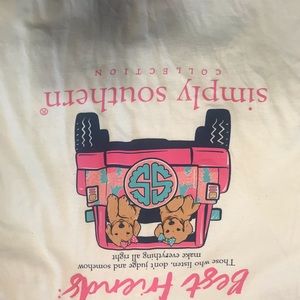 Best Friends:
Those who listen, don't judge and somehow
make everything all right
SS
simply southern®
COLLECTION